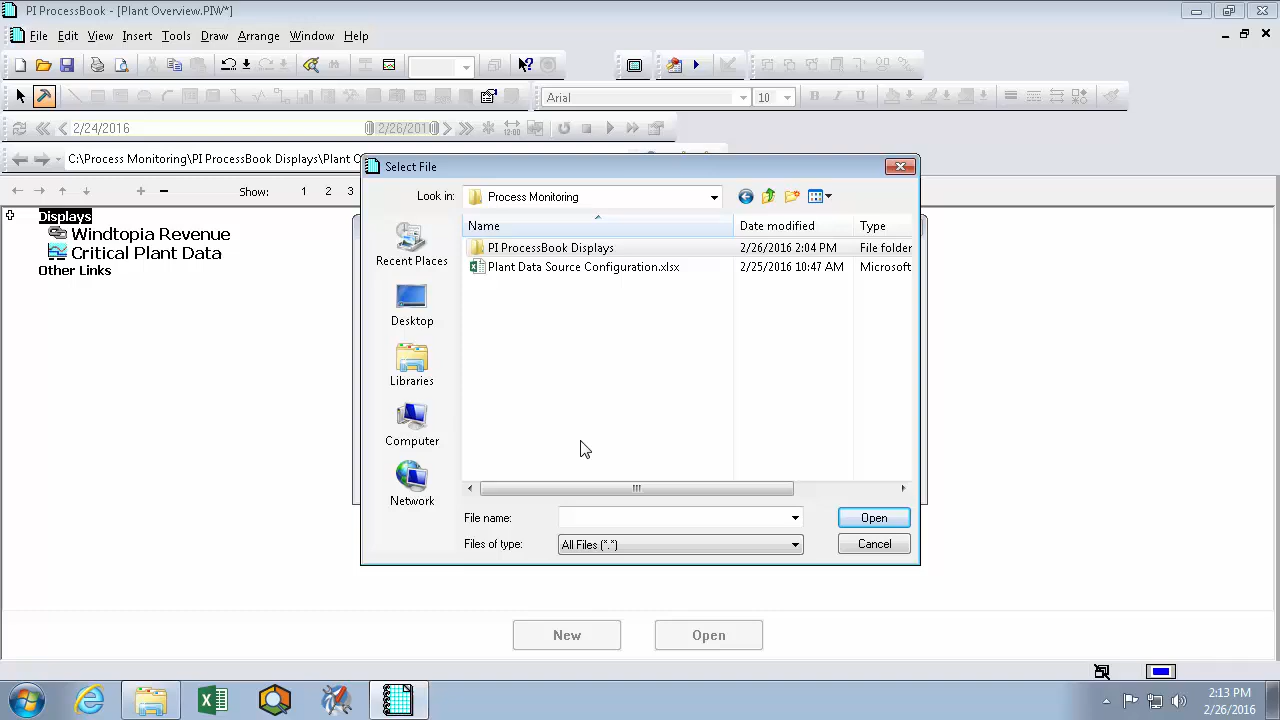 PI ProcessBook - [Plant Overview.PIW*]
File Edit View Insert Tools Draw Arrange Window Help
Arial 10 B I U
2/24/2016 2/26/201
C:\Process Monitoring\PI ProcessBook Displays\Plant O
Show: 1 2 3
Displays
Windtopia Revenue
Critical Plant Data
Other Links
Select File
Look in: Process Monitoring
Name Date modified Type
PI ProcessBook Displays 2/26/2016 2:04 PM File folder
Plant Data Source Configuration.xlsx 2/25/2016 10:47 AM Microsoft
Recent Places
Desktop
Libraries
Computer
Network
File name: Open
Files of type: All Files (*.*) Cancel
New Open
2:13 PM
2/26/2016